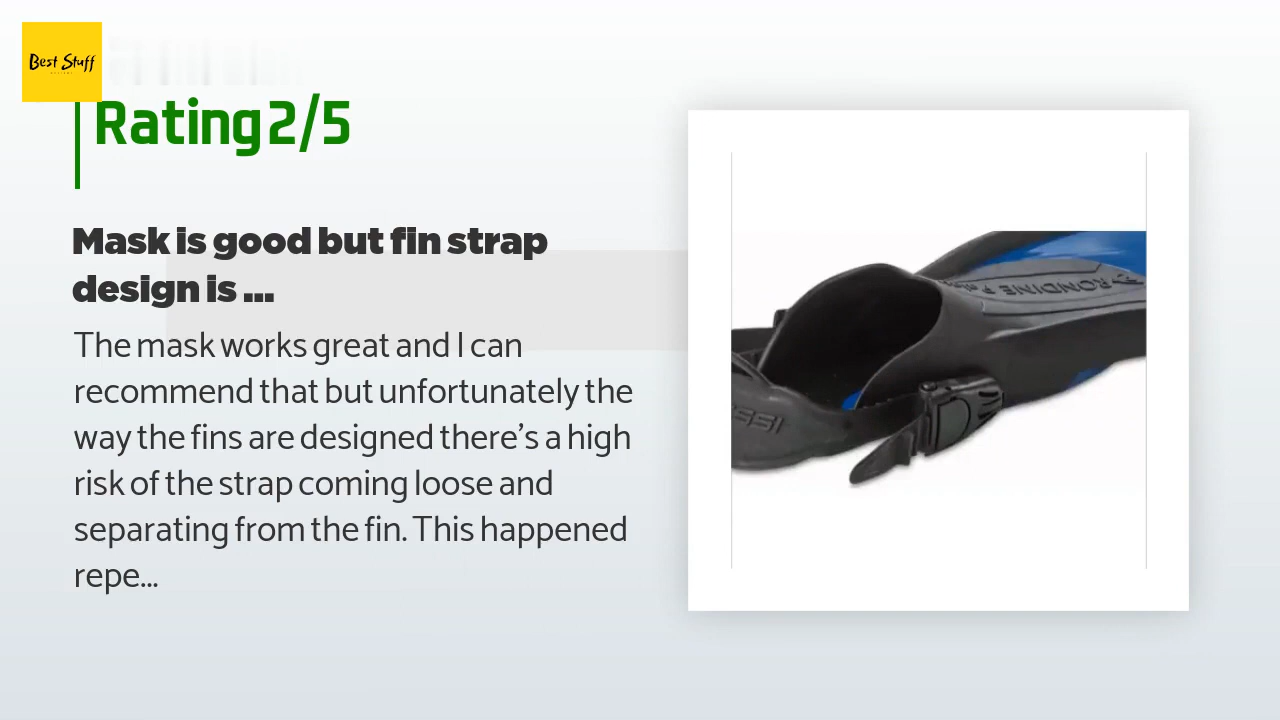 Best Stuff
Rating 2/5
Mask is good but fin strap
design is ...
The mask works great and I can
recommend that but unfortunately the
way the fins are designed there's a high
risk of the strap coming loose and
separating from the fin. This happened
repe...
RONDINE
SSI